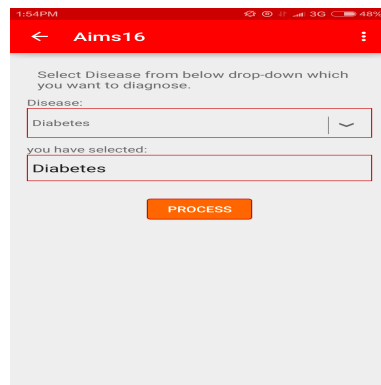 1:54PM 3G 48%
Aims16
Select Disease from below drop-down which
you want to diagnose.
Disease:
Diabetes
you have selected:
Diabetes
PROCESS